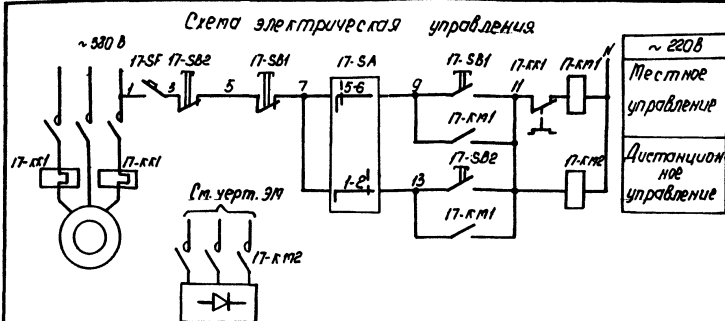 Схема электрическая управления
~ 380 В
17-SF 17-SB2 17-SB1 17-SA 17-SB1 17-КК1 17-КМ1 N
1 3 5 7 5-6 9 11
17-КМ1
17-КК1 17-КК1
1-2 13 17-SB2 17-КМ2
17-КМ1
См. черт. ЭМ
17-КМ2
~ 220В
Местное
управление
Дистанцион-
ное
управление